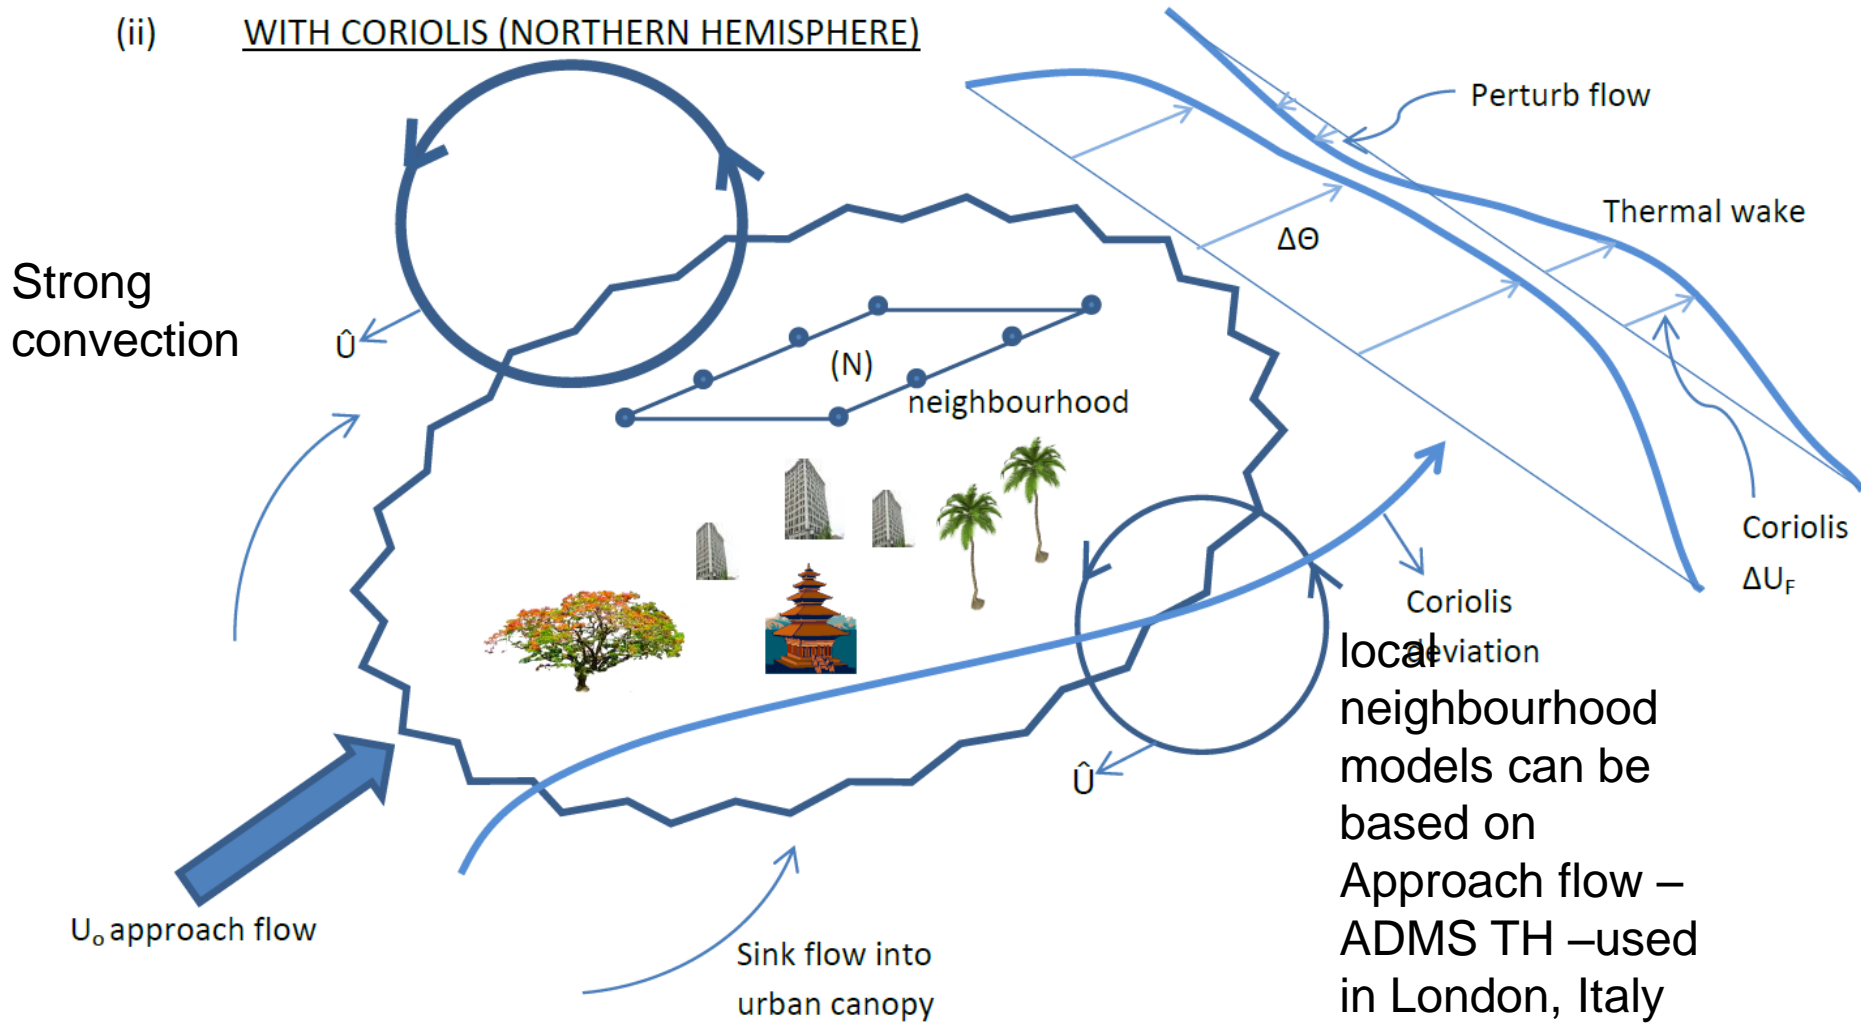 (ii) WITH CORIOLIS (NORTHERN HEMISPHERE)
Perturb flow
Thermal wake
ΔΘ
Strong
convection
Û
(N)
neighbourhood
Coriolis
ΔU_F
Coriolis
deviation
Û
local
neighbourhood
models can be
based on
Approach flow –
ADMS TH –used
in London, Italy
U₀ approach flow
Sink flow into
urban canopy